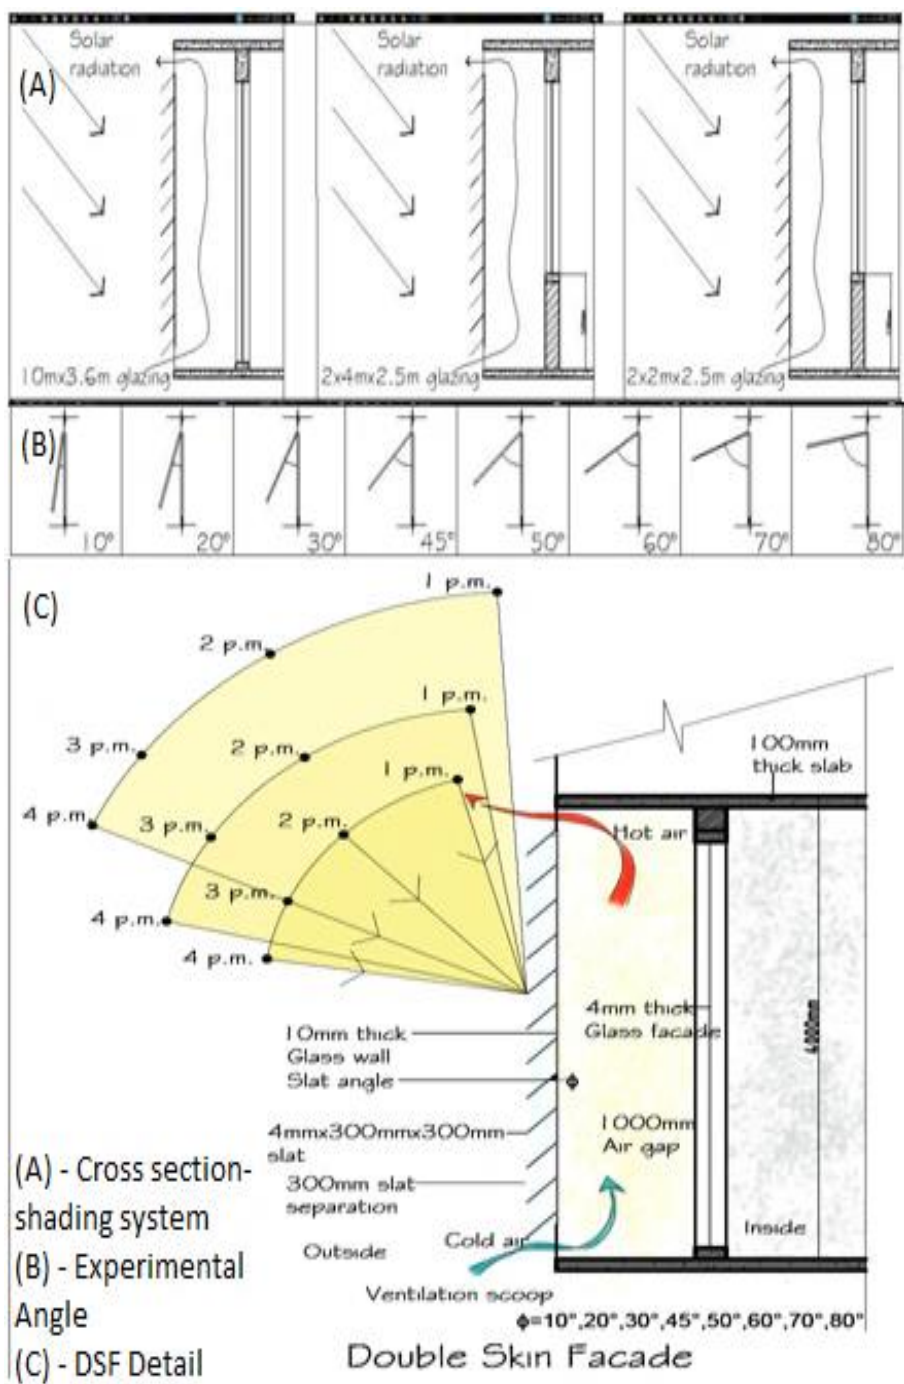 (A)
Solar
radiation
10mx3.6m glazing
Solar
radiation
2x4mx2.5m glazing
Solar
radiation
2x2mx2.5m glazing
(B)
10°
20°
30°
45°
50°
60°
70°
80°
(C)
1 p.m.
2 p.m.
3 p.m.
4 p.m.
1 p.m.
2 p.m.
3 p.m.
4 p.m.
1 p.m.
2 p.m.
3 p.m.
4 p.m.
100mm
thick slab
Hot air
4mm thick
Glass facade
4000mm
10mm thick
Glass wall
Slat angle
ϕ
4mmx300mmx300mm
slat
300mm slat
separation
1000mm
Air gap
Inside
Outside
Cold air
Ventilation scoop
ϕ=10°,20°,30°,45°,50°,60°,70°,80°
Double Skin Facade
(A) - Cross section-
shading system
(B) - Experimental
Angle
(C) - DSF Detail